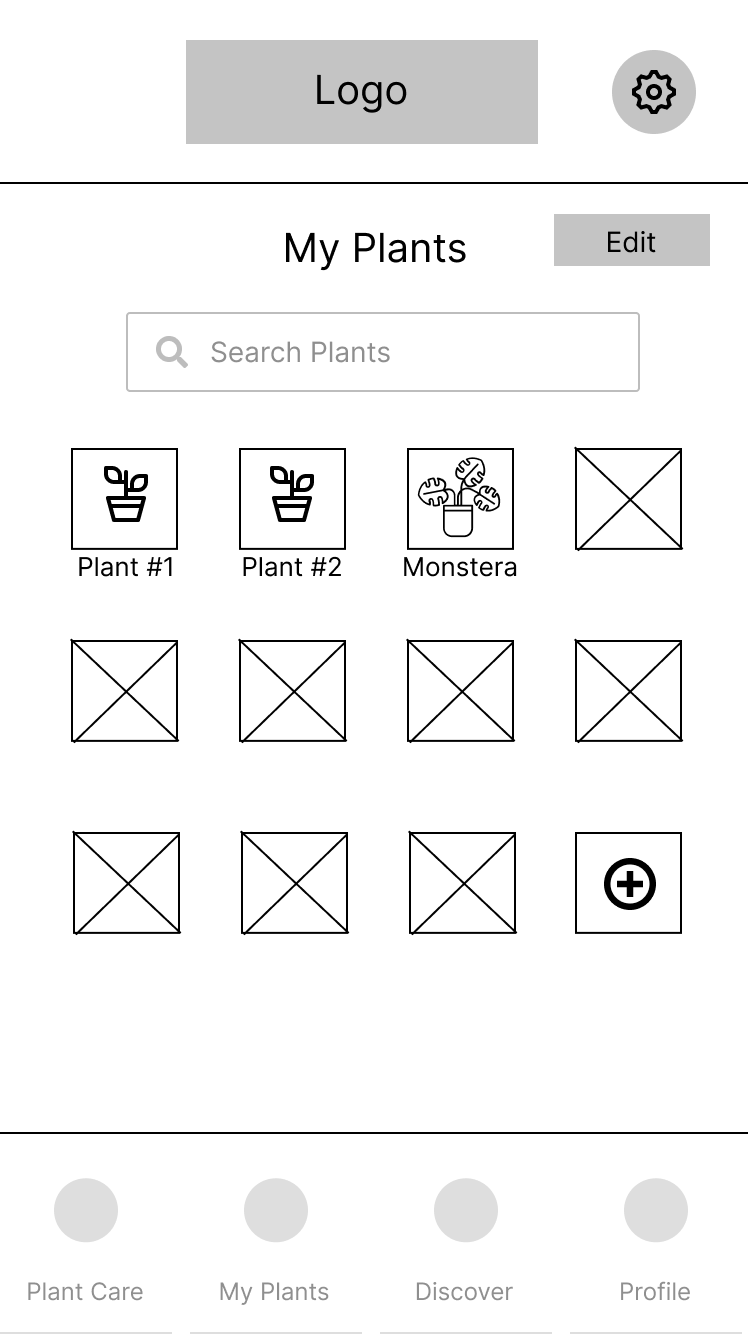 Logo
My Plants
Edit
Search Plants
Plant #1
Plant #2
Monstera
Plant Care
My Plants
Discover
Profile